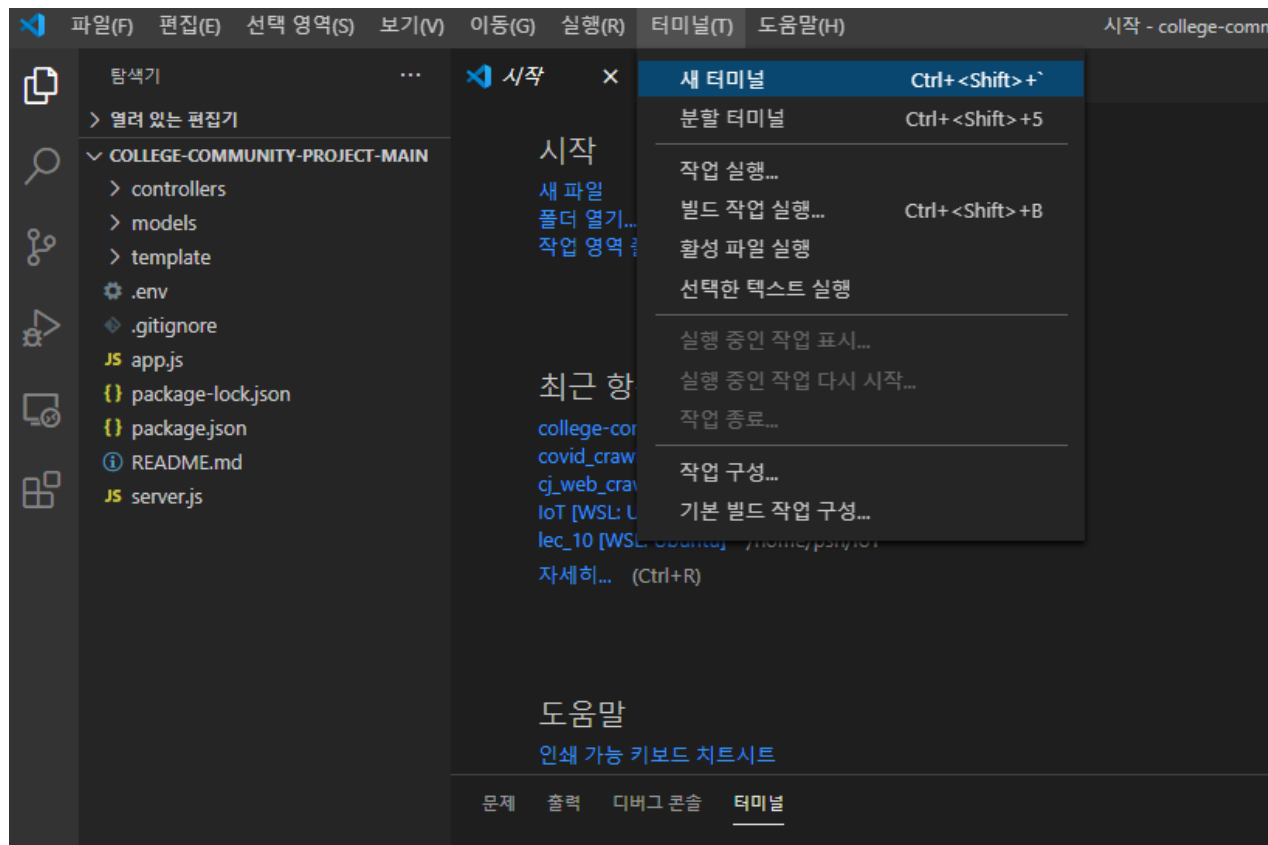 파일(F) 편집(E) 선택 영역(S) 보기(V) 이동(G) 실행(R) 터미널(T) 도움말(H) 시작 - college-comm
탐색기 ···
시작
열려 있는 편집기
COLLEGE-COMMUNITY-PROJECT-MAIN
controllers
models
template
.env
.gitignore
JS app.js
{} package-lock.json
{} package.json
README.md
JS server.js
시작
새 파일
폴더 열기...
작업 영역
최근 항
college-cor
covid_craw
cj_web_crav
IoT [WSL: U
lec_10 [WSL: Ubuntu] /home/psh/IoT
자세히... (Ctrl+R)
도움말
인쇄 가능 키보드 치트시트
새 터미널 Ctrl+<Shift>+`
분할 터미널 Ctrl+<Shift>+5
작업 실행...
빌드 작업 실행... Ctrl+<Shift>+B
활성 파일 실행
선택한 텍스트 실행
실행 중인 작업 표시...
실행 중인 작업 다시 시작...
작업 종료...
작업 구성...
기본 빌드 작업 구성...
문제 출력 디버그 콘솔 터미널